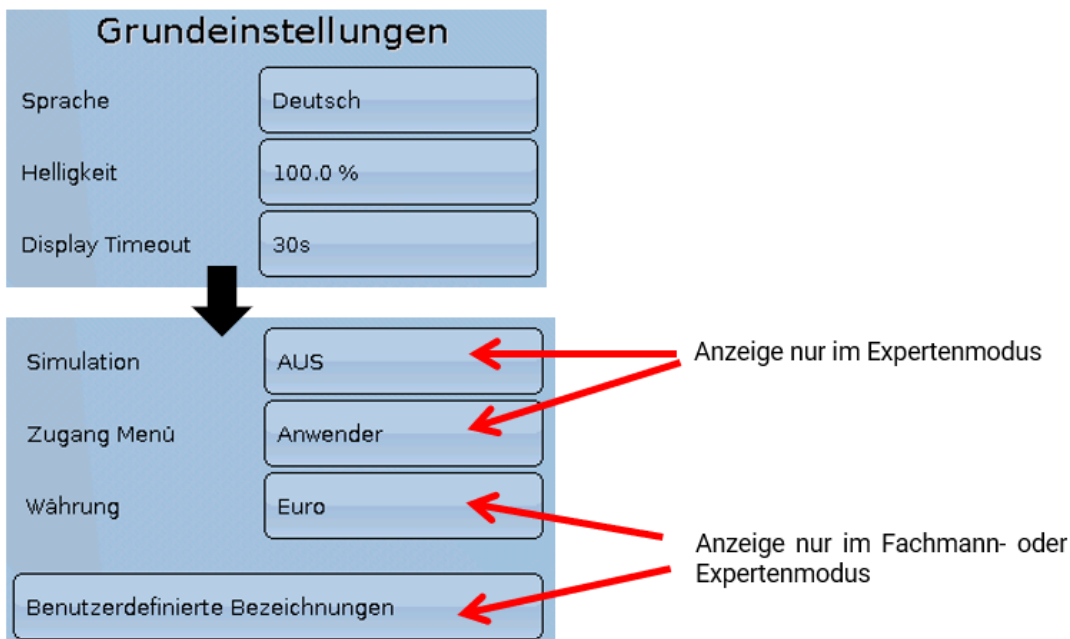 Grundeinstellungen
Sprache
Deutsch
Helligkeit
100.0 %
Display Timeout
30s
Simulation
AUS
Anzeige nur im Expertenmodus
Zugang Menü
Anwender
Währung
Euro
Anzeige nur im Fachmann- oder
Expertenmodus
Benutzerdefinierte Bezeichnungen